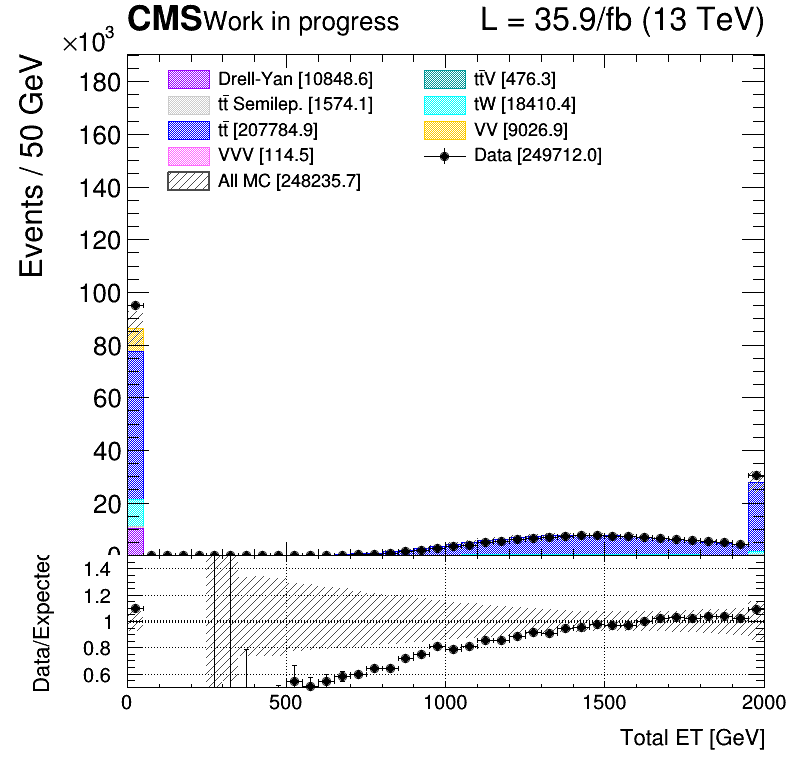 CMS Work in progress L = 35.9/fb (13 TeV)
×10³
Events / 50 GeV
180
160
140
120
100
80
60
40
20
0
Drell-Yan [10848.6]
tt̄ Semilep. [1574.1]
tt̄ [207784.9]
VVV [114.5]
All MC [248235.7]
tt̄V [476.3]
tW [18410.4]
VV [9026.9]
Data [249712.0]
Data/Expected
1.4
1.2
1
0.8
0.6
0 500 1000 1500 2000
Total ET [GeV]